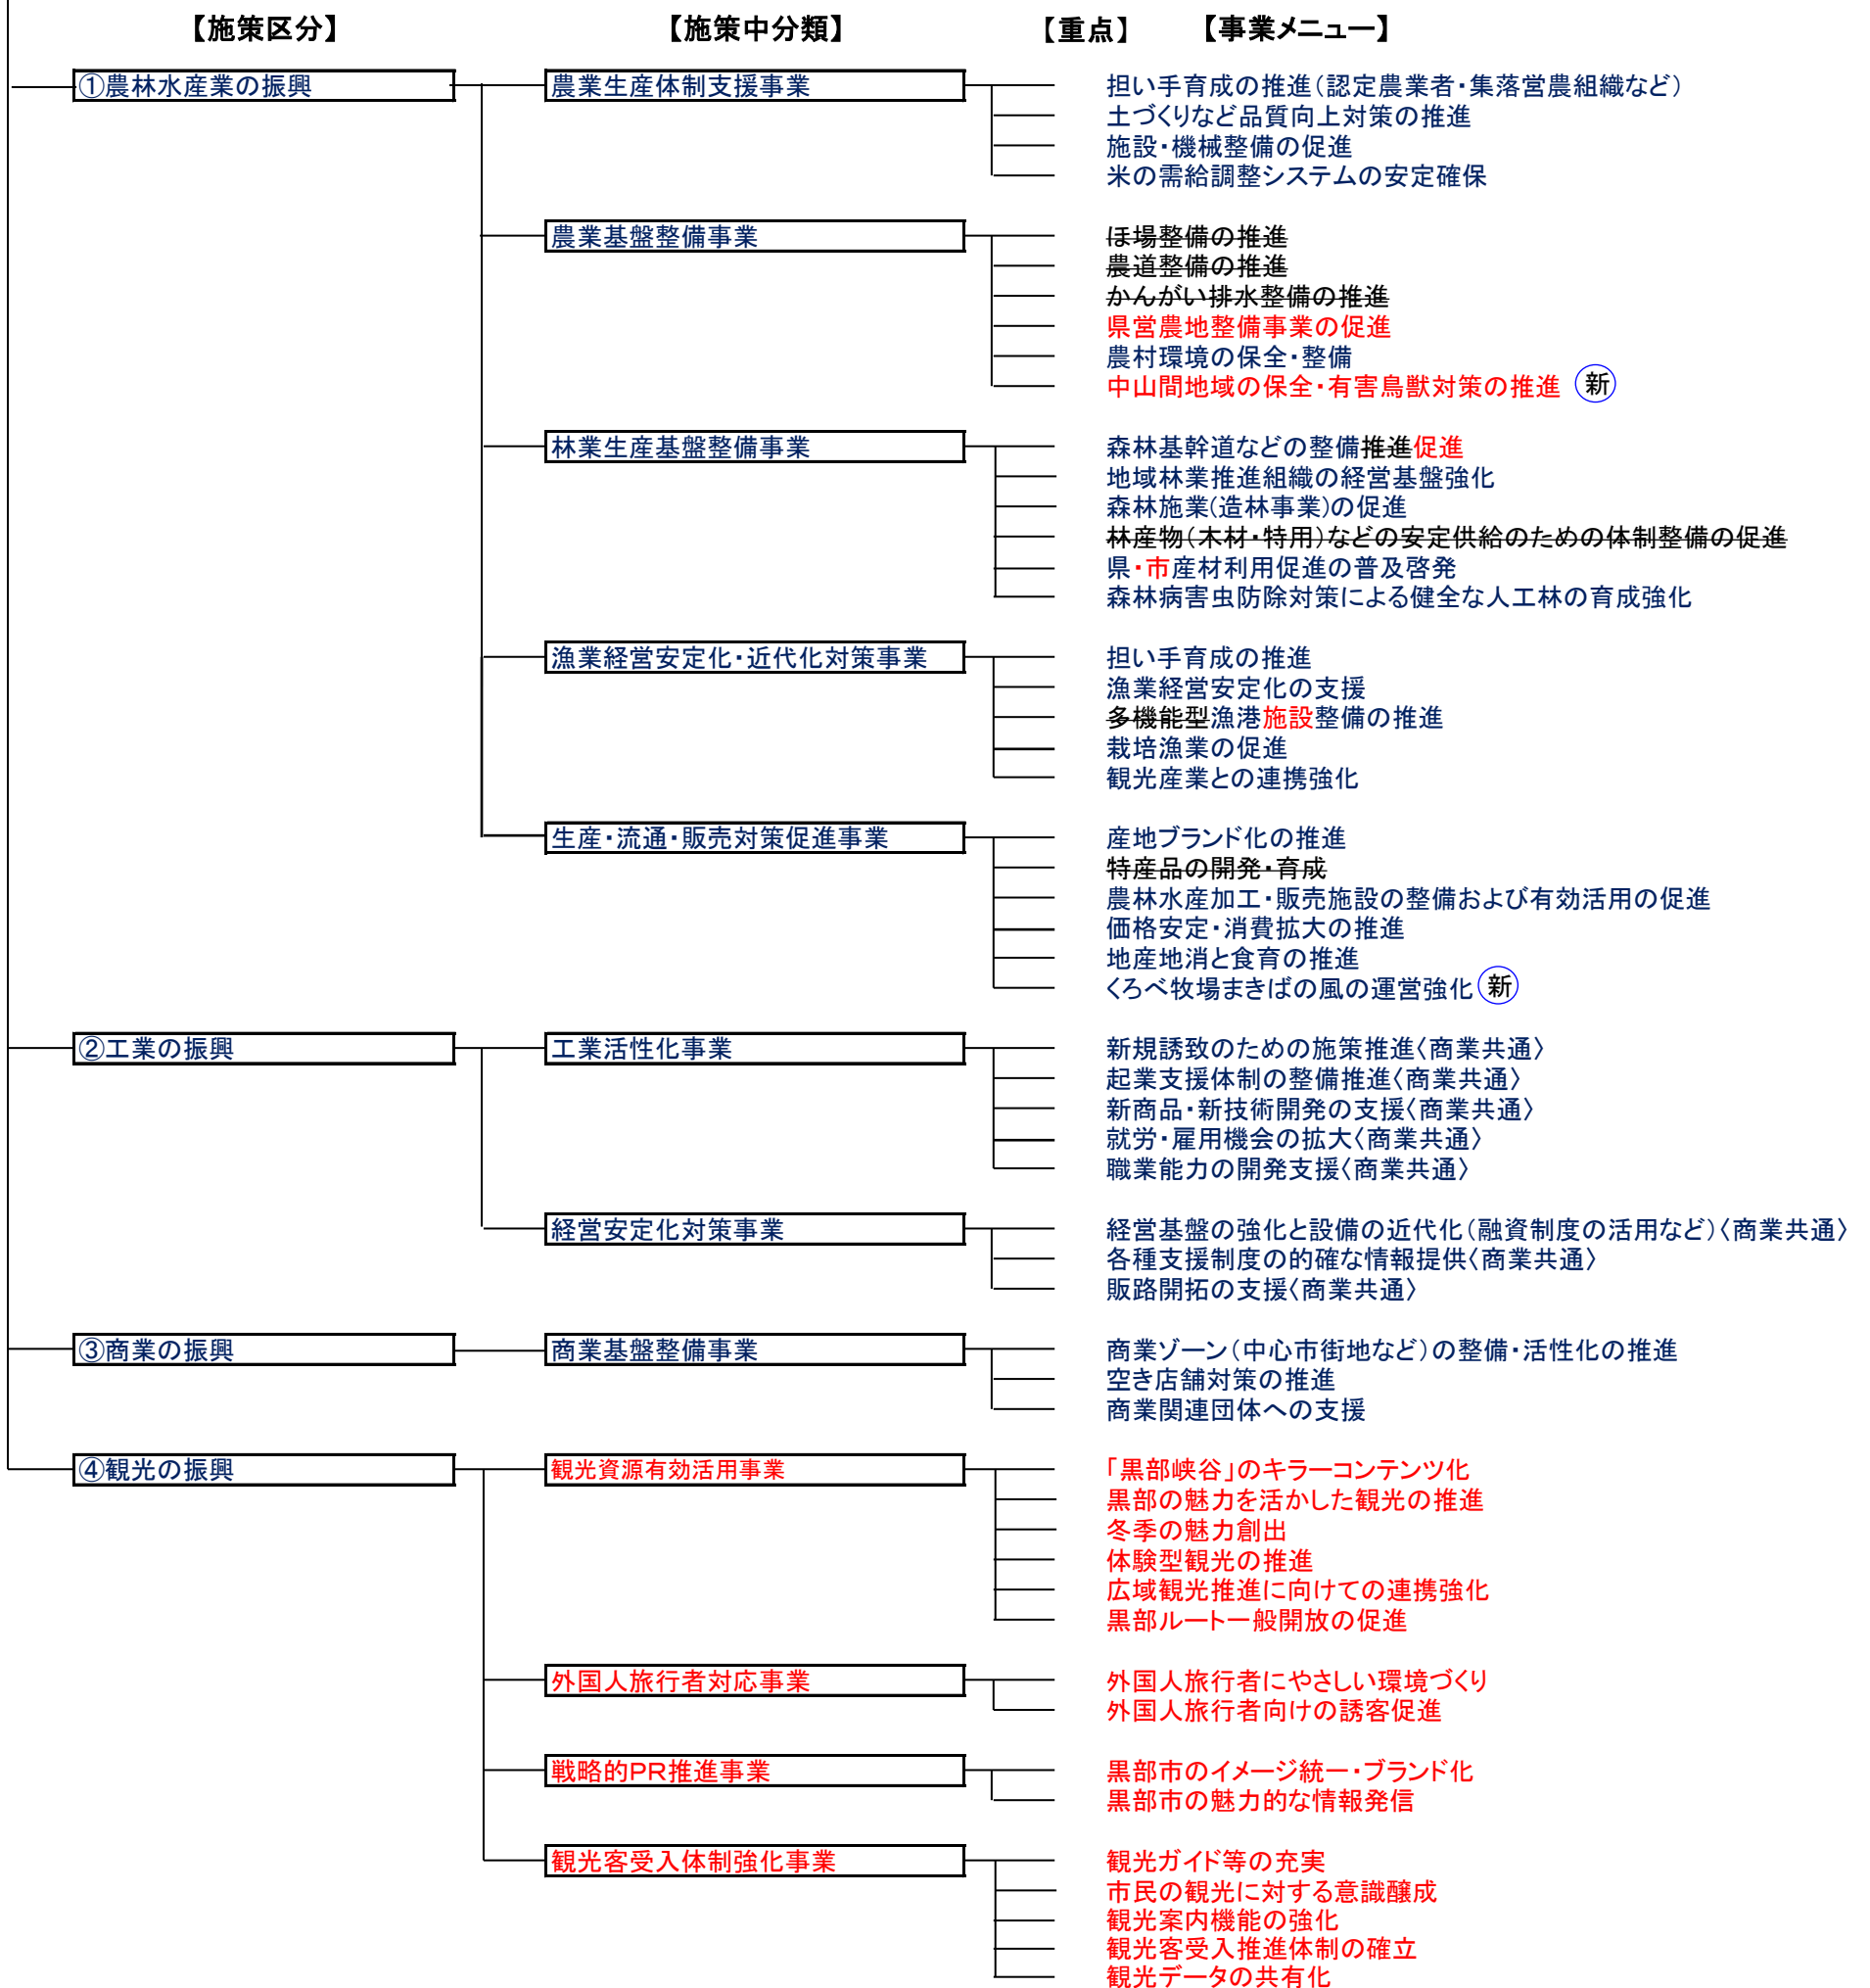 【施策区分】 【施策中分類】 【重点】 【事業メニュー】
①農林水産業の振興 農業生産体制支援事業 担い手育成の推進（認定農業者・集落営農組織など）
土づくりなど品質向上対策の推進
施設・機械整備の促進
米の需給調整システムの安定確保
農業基盤整備事業 ほ場整備の推進
農道整備の推進
かんがい排水整備の推進
県営農地整備事業の促進
農村環境の保全・整備
中山間地域の保全・有害鳥獣対策の推進 新
林業生産基盤整備事業 森林基幹道などの整備推進促進
地域林業推進組織の経営基盤強化
森林施業(造林事業)の促進
林産物（木材・特用）などの安定供給のための体制整備の促進
県・市産材利用促進の普及啓発
森林病害虫防除対策による健全な人工林の育成強化
漁業経営安定化・近代化対策事業 担い手育成の推進
漁業経営安定化の支援
多機能型漁港施設整備の推進
栽培漁業の促進
観光産業との連携強化
生産・流通・販売対策促進事業 産地ブランド化の推進
特産品の開発・育成
農林水産加工・販売施設の整備および有効活用の促進
価格安定・消費拡大の推進
地産地消と食育の推進
くろべ牧場まきばの風の運営強化 新
②工業の振興 工業活性化事業 新規誘致のための施策推進〈商業共通〉
起業支援体制の整備推進〈商業共通〉
新商品・新技術開発の支援〈商業共通〉
就労・雇用機会の拡大〈商業共通〉
職業能力の開発支援〈商業共通〉
経営安定化対策事業 経営基盤の強化と設備の近代化（融資制度の活用など）〈商業共通〉
各種支援制度の的確な情報提供〈商業共通〉
販路開拓の支援〈商業共通〉
③商業の振興 商業基盤整備事業 商業ゾーン（中心市街地など）の整備・活性化の推進
空き店舗対策の推進
商業関連団体への支援
④観光の振興 観光資源有効活用事業 「黒部峡谷」のキラーコンテンツ化
黒部の魅力を活かした観光の推進
冬季の魅力創出
体験型観光の推進
広域観光推進に向けての連携強化
黒部ルート一般開放の促進
外国人旅行者対応事業 外国人旅行者にやさしい環境づくり
外国人旅行者向けの誘客促進
戦略的PR推進事業 黒部市のイメージ統一・ブランド化
黒部市の魅力的な情報発信
観光客受入体制強化事業 観光ガイド等の充実
市民の観光に対する意識醸成
観光案内機能の強化
観光客受入推進体制の確立
観光データの共有化